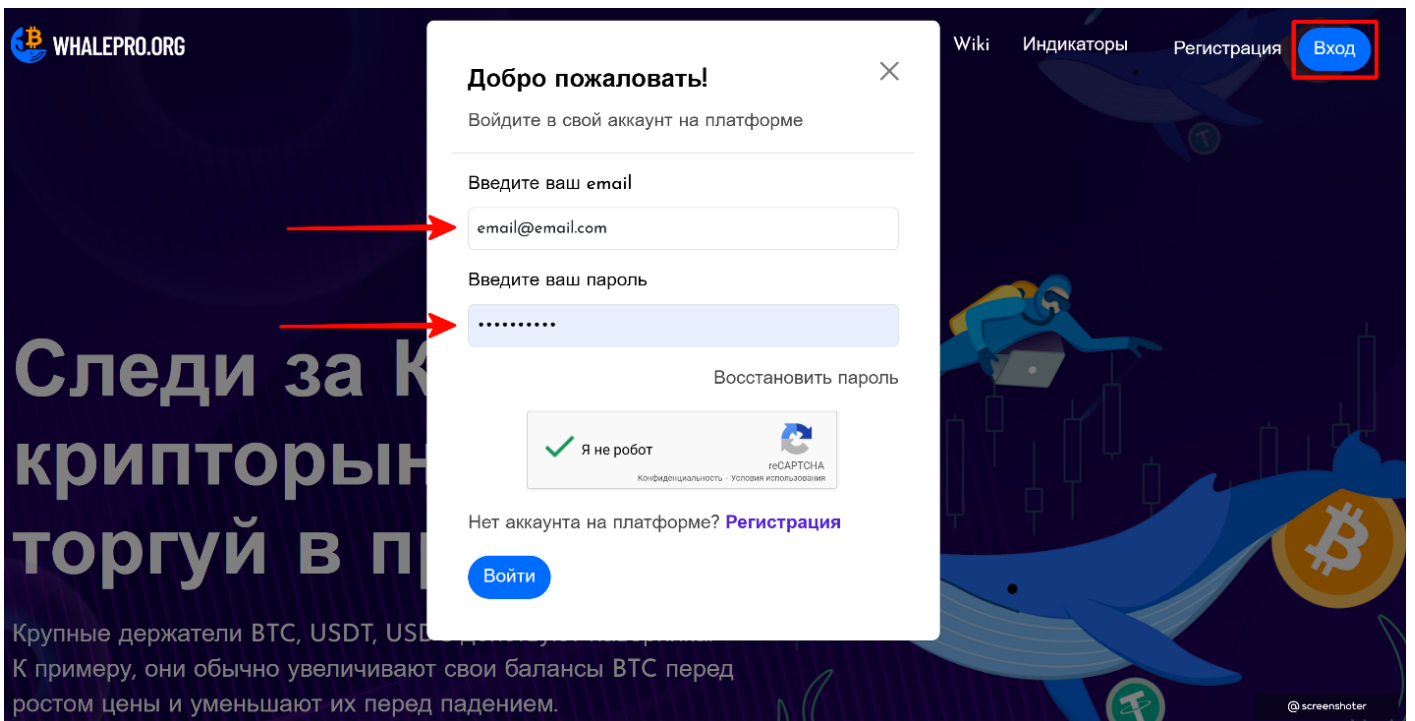 WHALEPRO.ORG
Wiki Индикаторы Регистрация Вход
Добро пожаловать!
Войдите в свой аккаунт на платформе
Введите ваш email
email@email.com
Введите ваш пароль
••••••••••
Восстановить пароль
Я не робот
reCAPTCHA
Конфиденциальность - Условия использования
Нет аккаунта на платформе? Регистрация
Войти
Следи за К
крипторын
торгуй в п
Крупные держатели BTC, USDT,
К примеру, они обычно увеличивают свои балансы BTC перед
ростом цены и уменьшают их перед падением.
@screenshoter